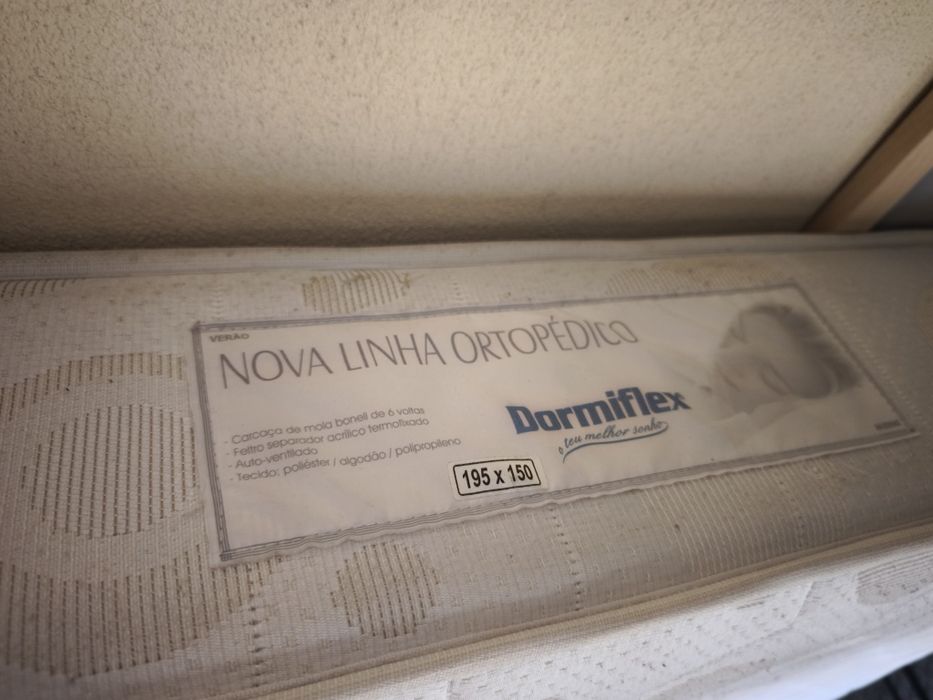 VERÃO
NOVA LINHA ORTOPÉDICO
- Carcaça de mola bonell de 6 voltas
- Feltro separador acrílico termofixado
- Auto-ventilado
- Tecido: poliéster / algodão / polipropileno
Dormiflex
o teu melhor sonho
195 x 150